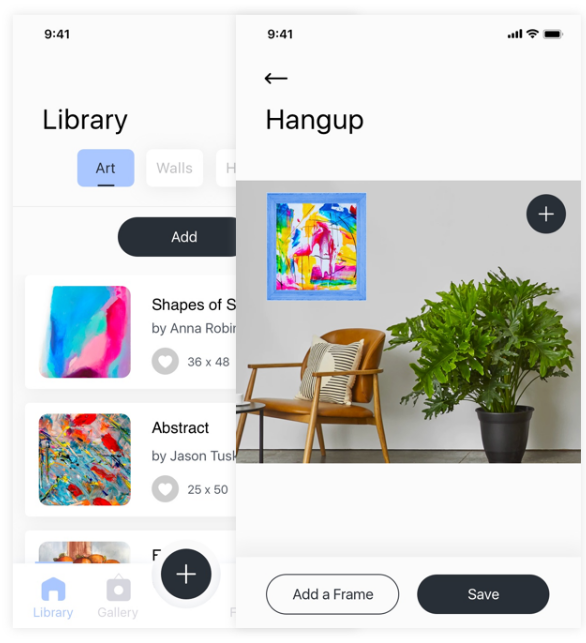 9:41
Library
Art
Walls
H
Add
Shapes of S
by Anna Robin
36 x 48
Abstract
by Jason Tusk
25 x 50
F
Library
Gallery
F
9:41
Hangup
Add a Frame
Save